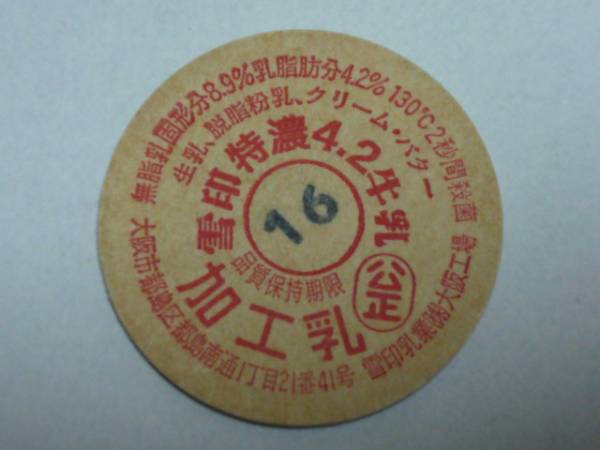 無脂乳固形分8.9%乳脂肪分4.2% 130℃2秒間殺菌
生乳、脱脂粉乳、クリーム・バター
雪印特濃4.2牛乳
16
品質保持期限
公正
加工乳
大阪市都島区都島南通1丁目21番41号 雪印乳業(株)大阪工場